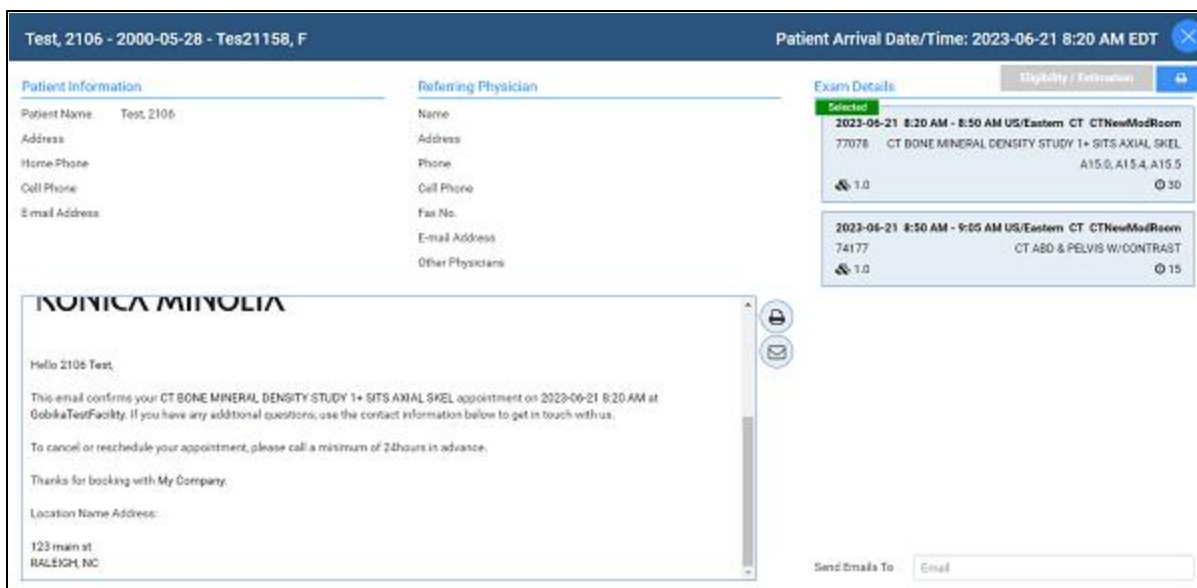 Test, 2106 - 2000-05-28 - Tes21158, F
Patient Arrival Date/Time: 2023-06-21 8:20 AM EDT
Patient Information
Patient Name Test, 2106
Address
Home Phone
Cell Phone
E-mail Address
Referring Physician
Name
Address
Phone
Cell Phone
Fax No.
E-mail Address
Other Physicians
Eligibility / Estimation
Exam Details
Selected
2023-06-21 8:20 AM - 8:50 AM US/Eastern CT CTNewModRoom
77078 CT BONE MINERAL DENSITY STUDY 1+ SITS AXIAL SKEL
A15.0, A15.4, A15.5
1.0 30
2023-06-21 8:50 AM - 9:05 AM US/Eastern CT CTNewModRoom
74177 CT ABD & PELVIS W/CONTRAST
1.0 15
KONICA MINOLTA
Hello 2106 Test,
This email confirms your CT BONE MINERAL DENSITY STUDY 1+ SITS AXIAL SKEL appointment on 2023-06-21 8:20 AM at
GobikaTestFacility. If you have any additional questions, use the contact information below to get in touch with us.
To cancel or reschedule your appointment, please call a minimum of 24hours in advance.
Thanks for booking with My Company.
Location Name Address:
123 main st
RALEIGH, NC
Send Emails To Email